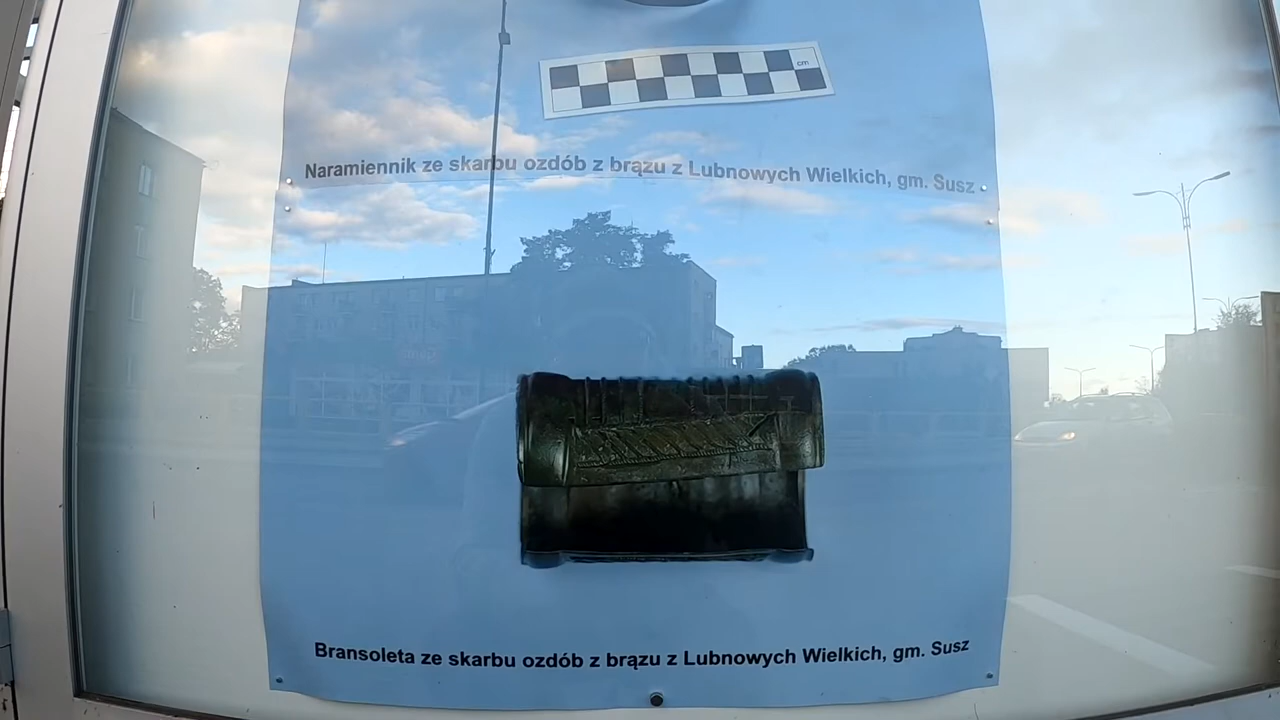 cm
Naramiennik ze skarbu ozdób z brązu z Lubnowych Wielkich, gm. Susz
Bransoleta ze skarbu ozdób z brązu z Lubnowych Wielkich, gm. Susz